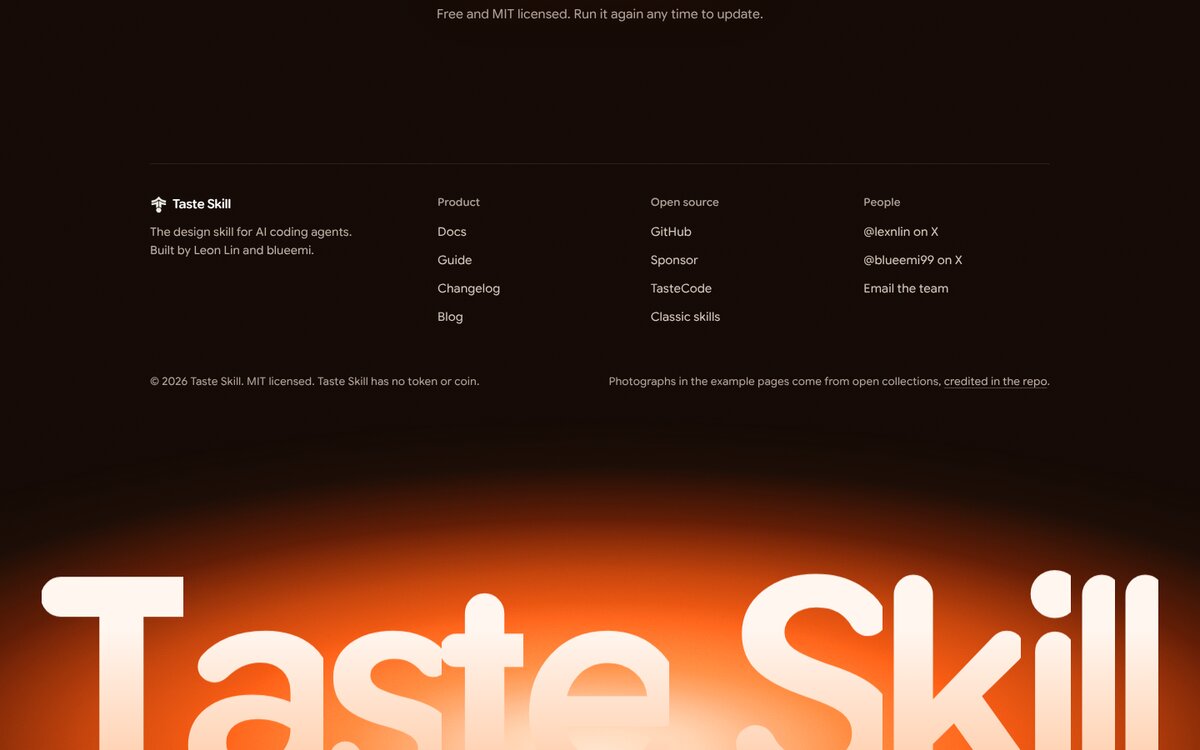 Free and MIT licensed. Run it again any time to update.
Taste Skill
The design skill for AI coding agents.
Built by Leon Lin and blueemi.
Product
Docs
Guide
Changelog
Blog
Open source
GitHub
Sponsor
TasteCode
Classic skills
People
@lexnlin on X
@blueemi99 on X
Email the team
© 2026 Taste Skill. MIT licensed. Taste Skill has no token or coin.
Photographs in the example pages come from open collections, credited in the repo.
Taste Skill